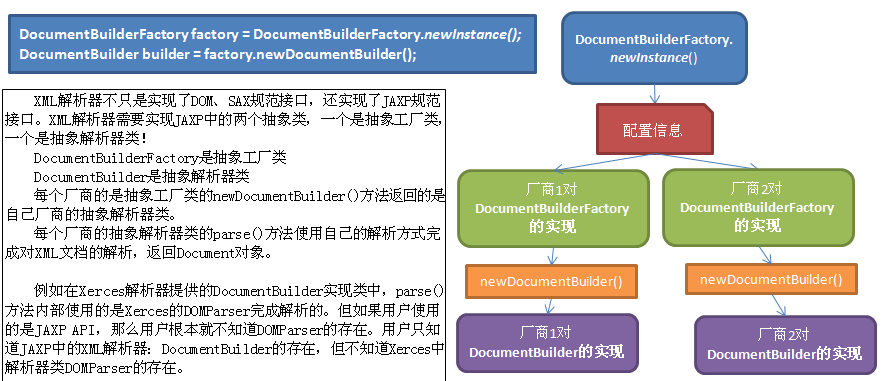 DocumentBuilderFactory factory = DocumentBuilderFactory.newInstance();
DocumentBuilder builder = factory.newDocumentBuilder();
XML解析器不只是实现了DOM、SAX规范接口，还实现了JAXP规范
接口。XML解析器需要实现JAXP中的两个抽象类，一个是抽象工厂类，
一个是抽象解析器类！
DocumentBuilderFactory是抽象工厂类
DocumentBuilder是抽象解析器类
每个厂商的是抽象工厂类的newDocumentBuilder()方法返回的是
自己厂商的抽象解析器类。
每个厂商的抽象解析器类的parse()方法使用自己的解析方式完
成对XML文档的解析，返回Document对象。
例如在Xerces解析器提供的DocumentBuilder实现类中，parse()
方法内部使用的是Xerces的DOMParser完成解析的。但如果用户使用
的是JAXP API，那么用户根本就不知道DOMParser的存在。用户只知
道JAXP中的XML解析器：DocumentBuilder的存在，但不知道Xerces中
解析器类DOMParser的存在。
DocumentBuilderFactory.
newInstance()
配置信息
厂商1对
DocumentBuilderFactory
的实现
厂商2对
DocumentBuilderFactory
的实现
newDocumentBuilder()
newDocumentBuilder()
厂商1对
DocumentBuilder的实现
厂商2对
DocumentBuilder的实现